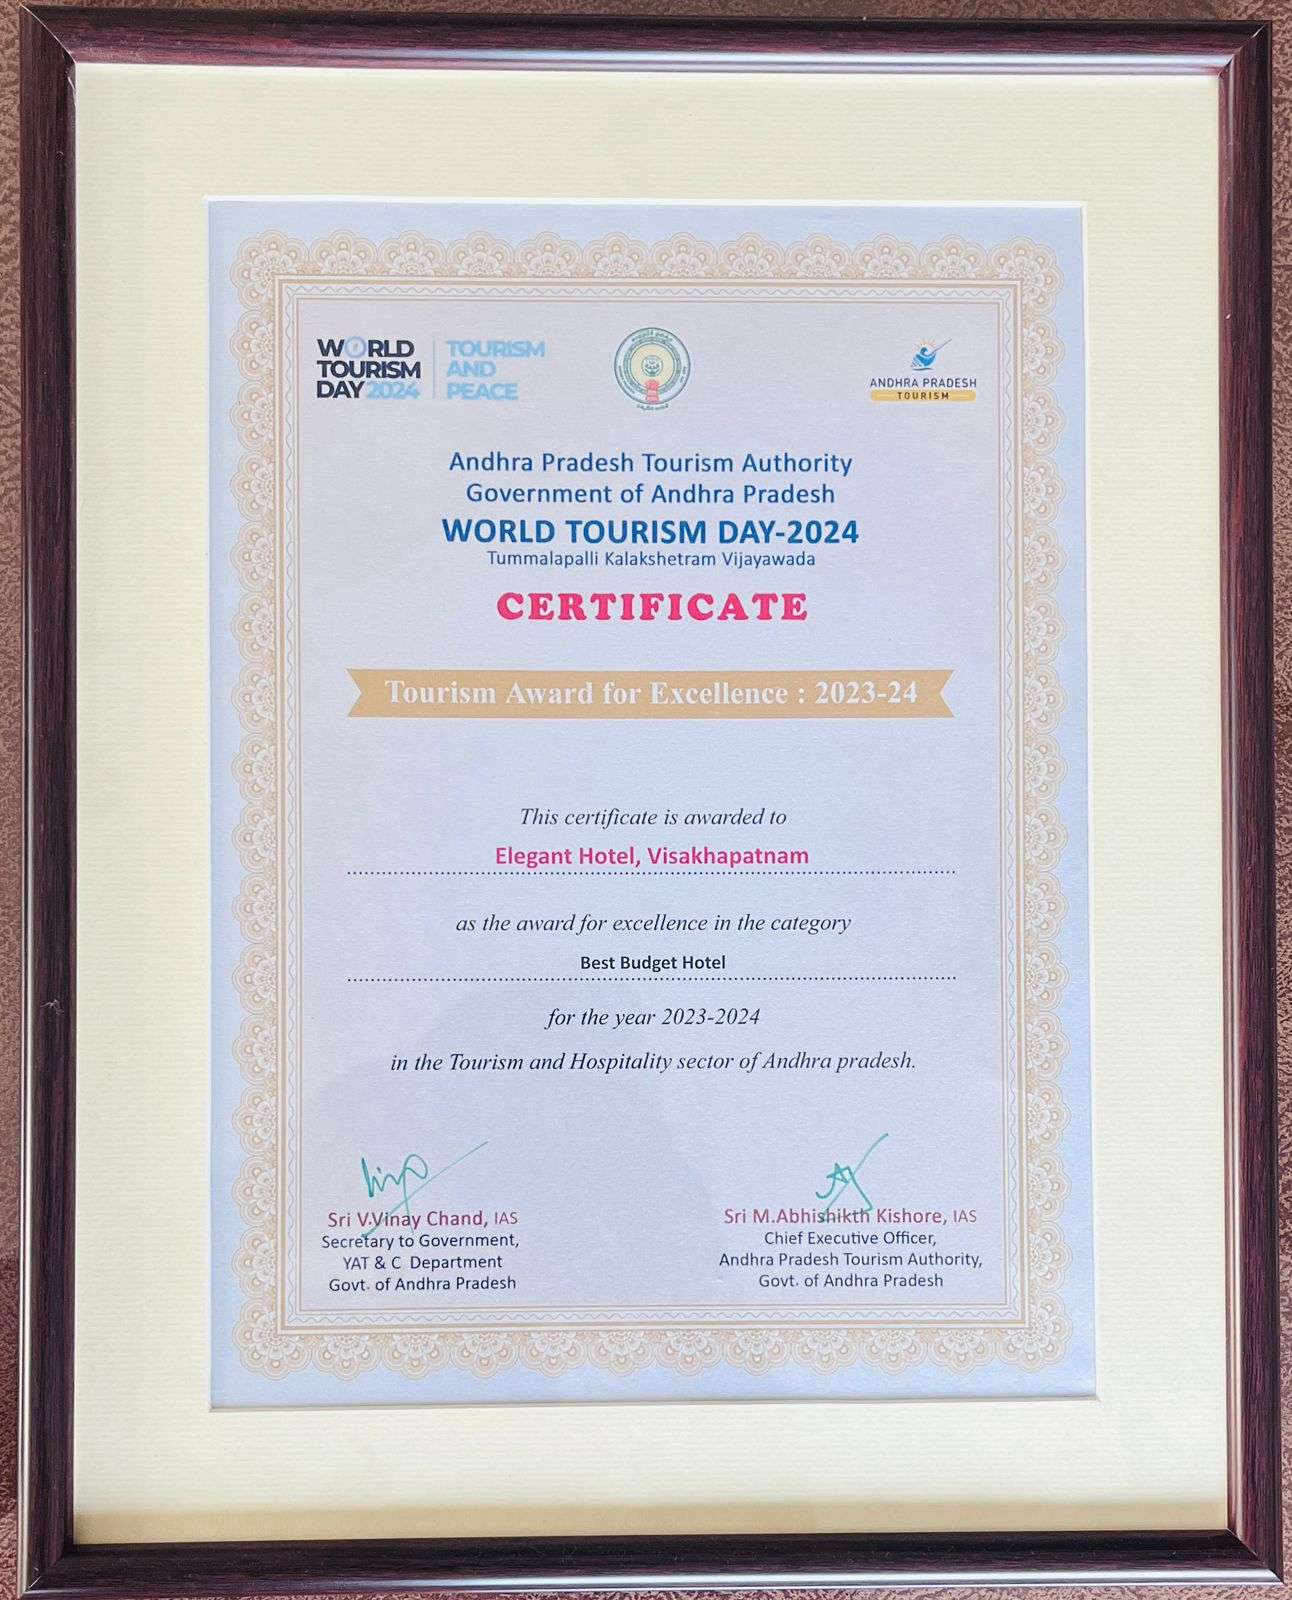 WORLD
TOURISM
DAY 2024
TOURISM
AND
PEACE
ANDHRA PRADESH
TOURISM
Andhra Pradesh Tourism Authority
Government of Andhra Pradesh
WORLD TOURISM DAY-2024
Tummalapalli Kalakshetram Vijayawada
CERTIFICATE
Tourism Award for Excellence : 2023-24
This certificate is awarded to
Elegant Hotel, Visakhapatnam
as the award for excellence in the category
Best Budget Hotel
for the year 2023-2024
in the Tourism and Hospitality sector of Andhra pradesh.
Sri V.Vinay Chand, IAS
Secretary to Government,
YAT & C Department
Govt. of Andhra Pradesh
Sri M.Abhishikth Kishore, IAS
Chief Executive Officer,
Andhra Pradesh Tourism Authority,
Govt. of Andhra Pradesh